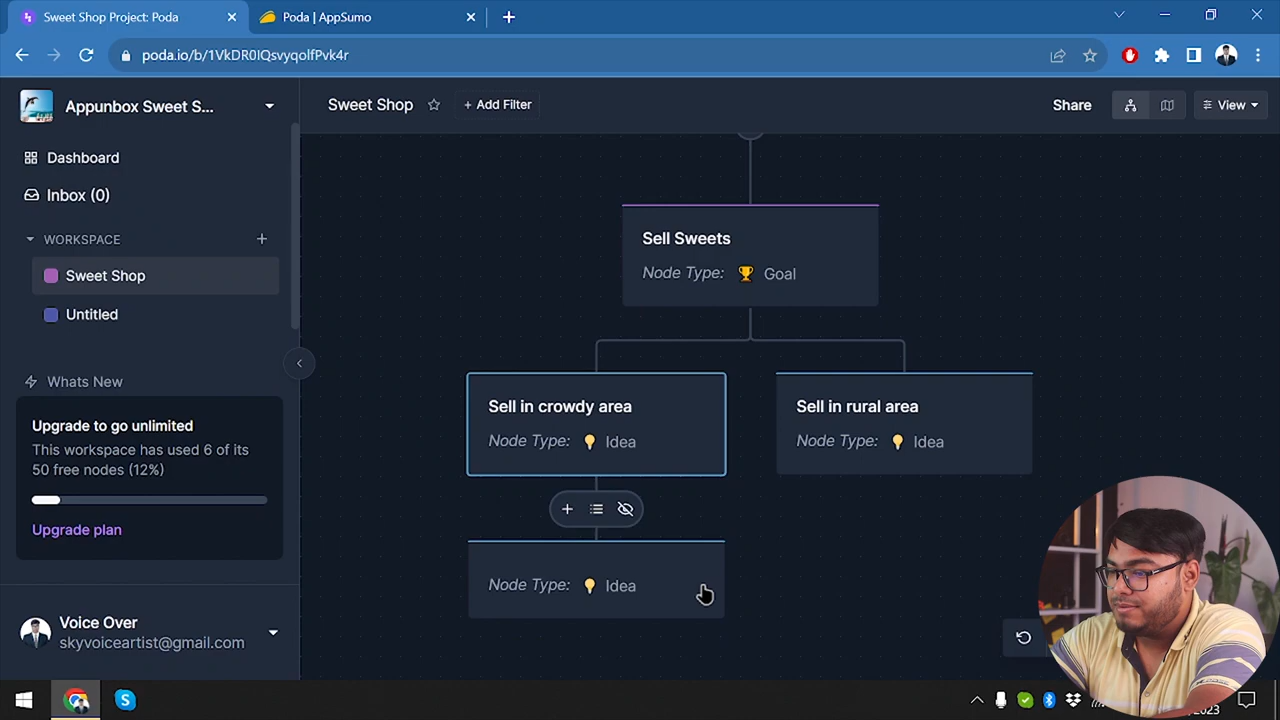 Sweet Shop Project: Poda
Poda | AppSumo
poda.io/b/1VkDR0IQsvyqolfPvk4r
Appunbox Sweet S...
Sweet Shop
+ Add Filter
Share
View
Dashboard
Inbox (0)
WORKSPACE
Sweet Shop
Untitled
Whats New
Upgrade to go unlimited
This workspace has used 6 of its
50 free nodes (12%)
Upgrade plan
Voice Over
skyvoiceartist@gmail.com
Sell Sweets
Node Type: 🏆 Goal
Sell in crowdy area
Node Type: 💡 Idea
Sell in rural area
Node Type: 💡 Idea
Node Type: 💡 Idea